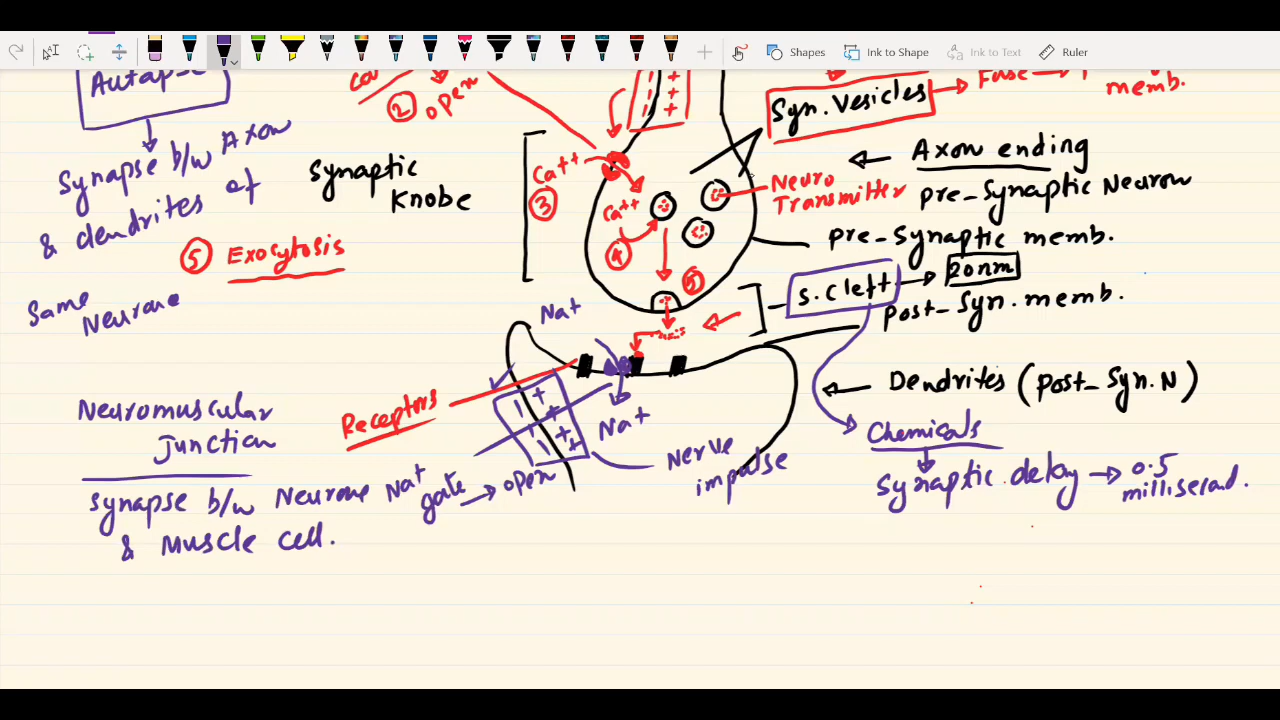 Shapes
Ink to Shape
Ink to Text
Ruler
Autapse
Synapse b/w Axon
& dendrites of
Same
Neurone
② open
Synaptic
Knobe
⑤ Exocytosis
Ca++
③
Ca++
④
⑤
Syn. Vesicles
Fuse
memb.
Neuro
Transmitter
Axon ending
pre-Synaptic Neuron
pre-Synaptic memb.
S.Cleft
20nm
post-Syn.memb.
Na+
Receptors
Na+
Dendrites (post-Syn.N)
Chemicals
Synaptic delay → 0.5
millisecond.
Nerve
impulse
Na+
gate → open
Neuromuscular
Junction
Synapse b/w Neurone
& Muscle cell.